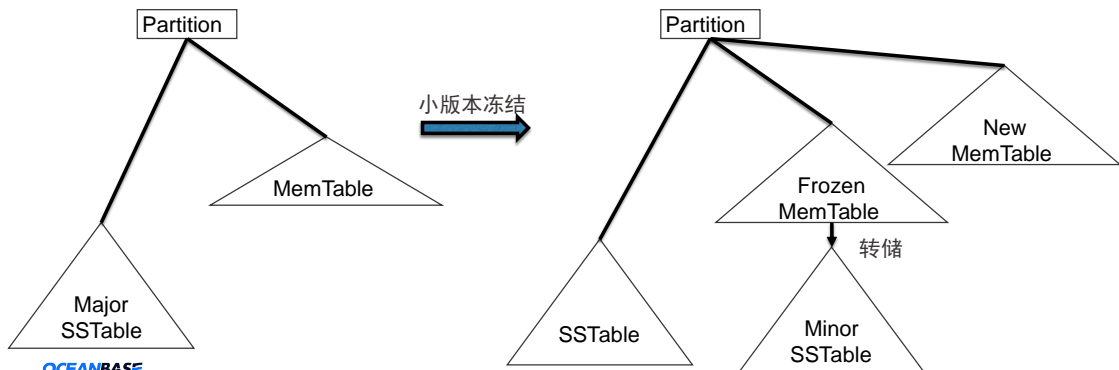 Partition
MemTable
Major
SSTable
OCEANBASE
小版本冻结
Partition
New
MemTable
Frozen
MemTable
转储
SSTable
Minor
SSTable